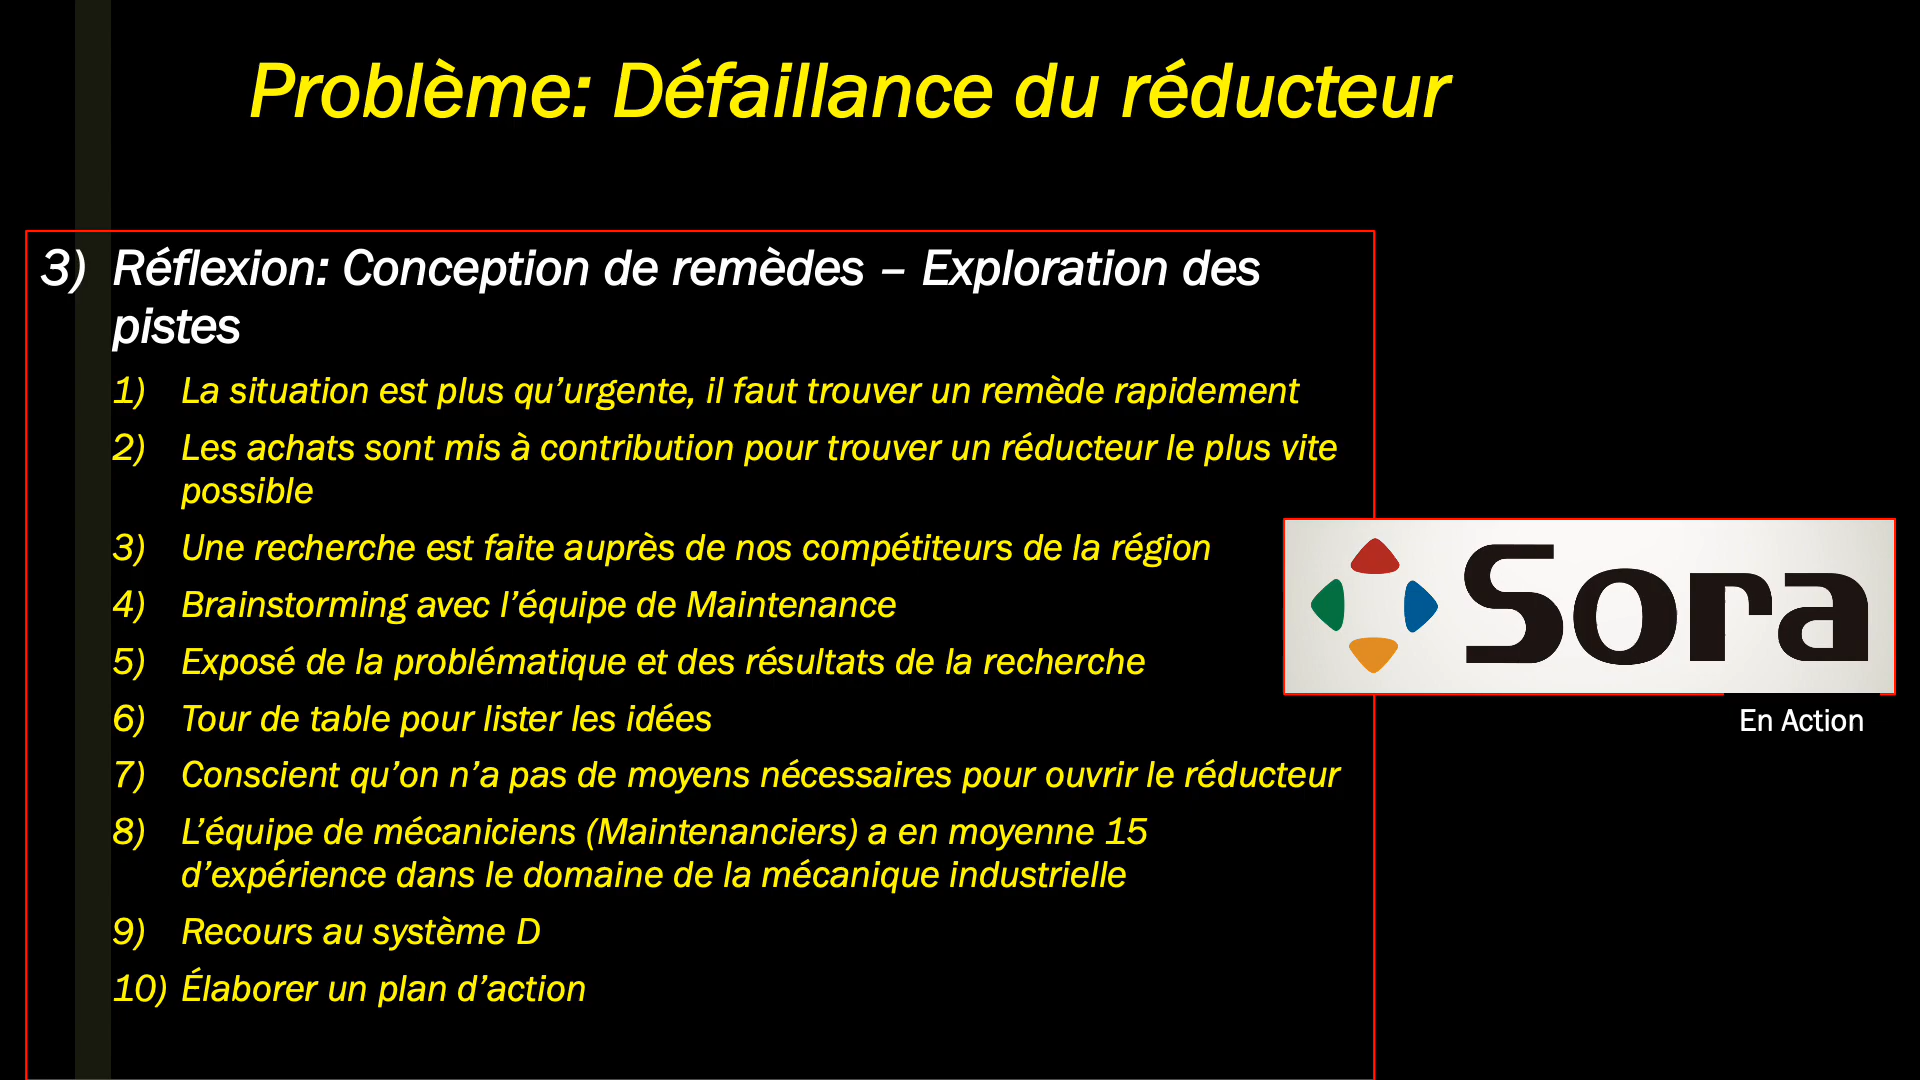 Problème: Défaillance du réducteur
3) Réflexion: Conception de remèdes – Exploration des
pistes
1) La situation est plus qu’urgente, il faut trouver un remède rapidement
2) Les achats sont mis à contribution pour trouver un réducteur le plus vite
possible
3) Une recherche est faite auprès de nos compétiteurs de la région
4) Brainstorming avec l’équipe de Maintenance
5) Exposé de la problématique et des résultats de la recherche
6) Tour de table pour lister les idées
7) Conscient qu’on n’a pas de moyens nécessaires pour ouvrir le réducteur
8) L’équipe de mécaniciens (Maintenanciers) a en moyenne 15
d’expérience dans le domaine de la mécanique industrielle
9) Recours au système D
10) Élaborer un plan d’action
Sora
En Action